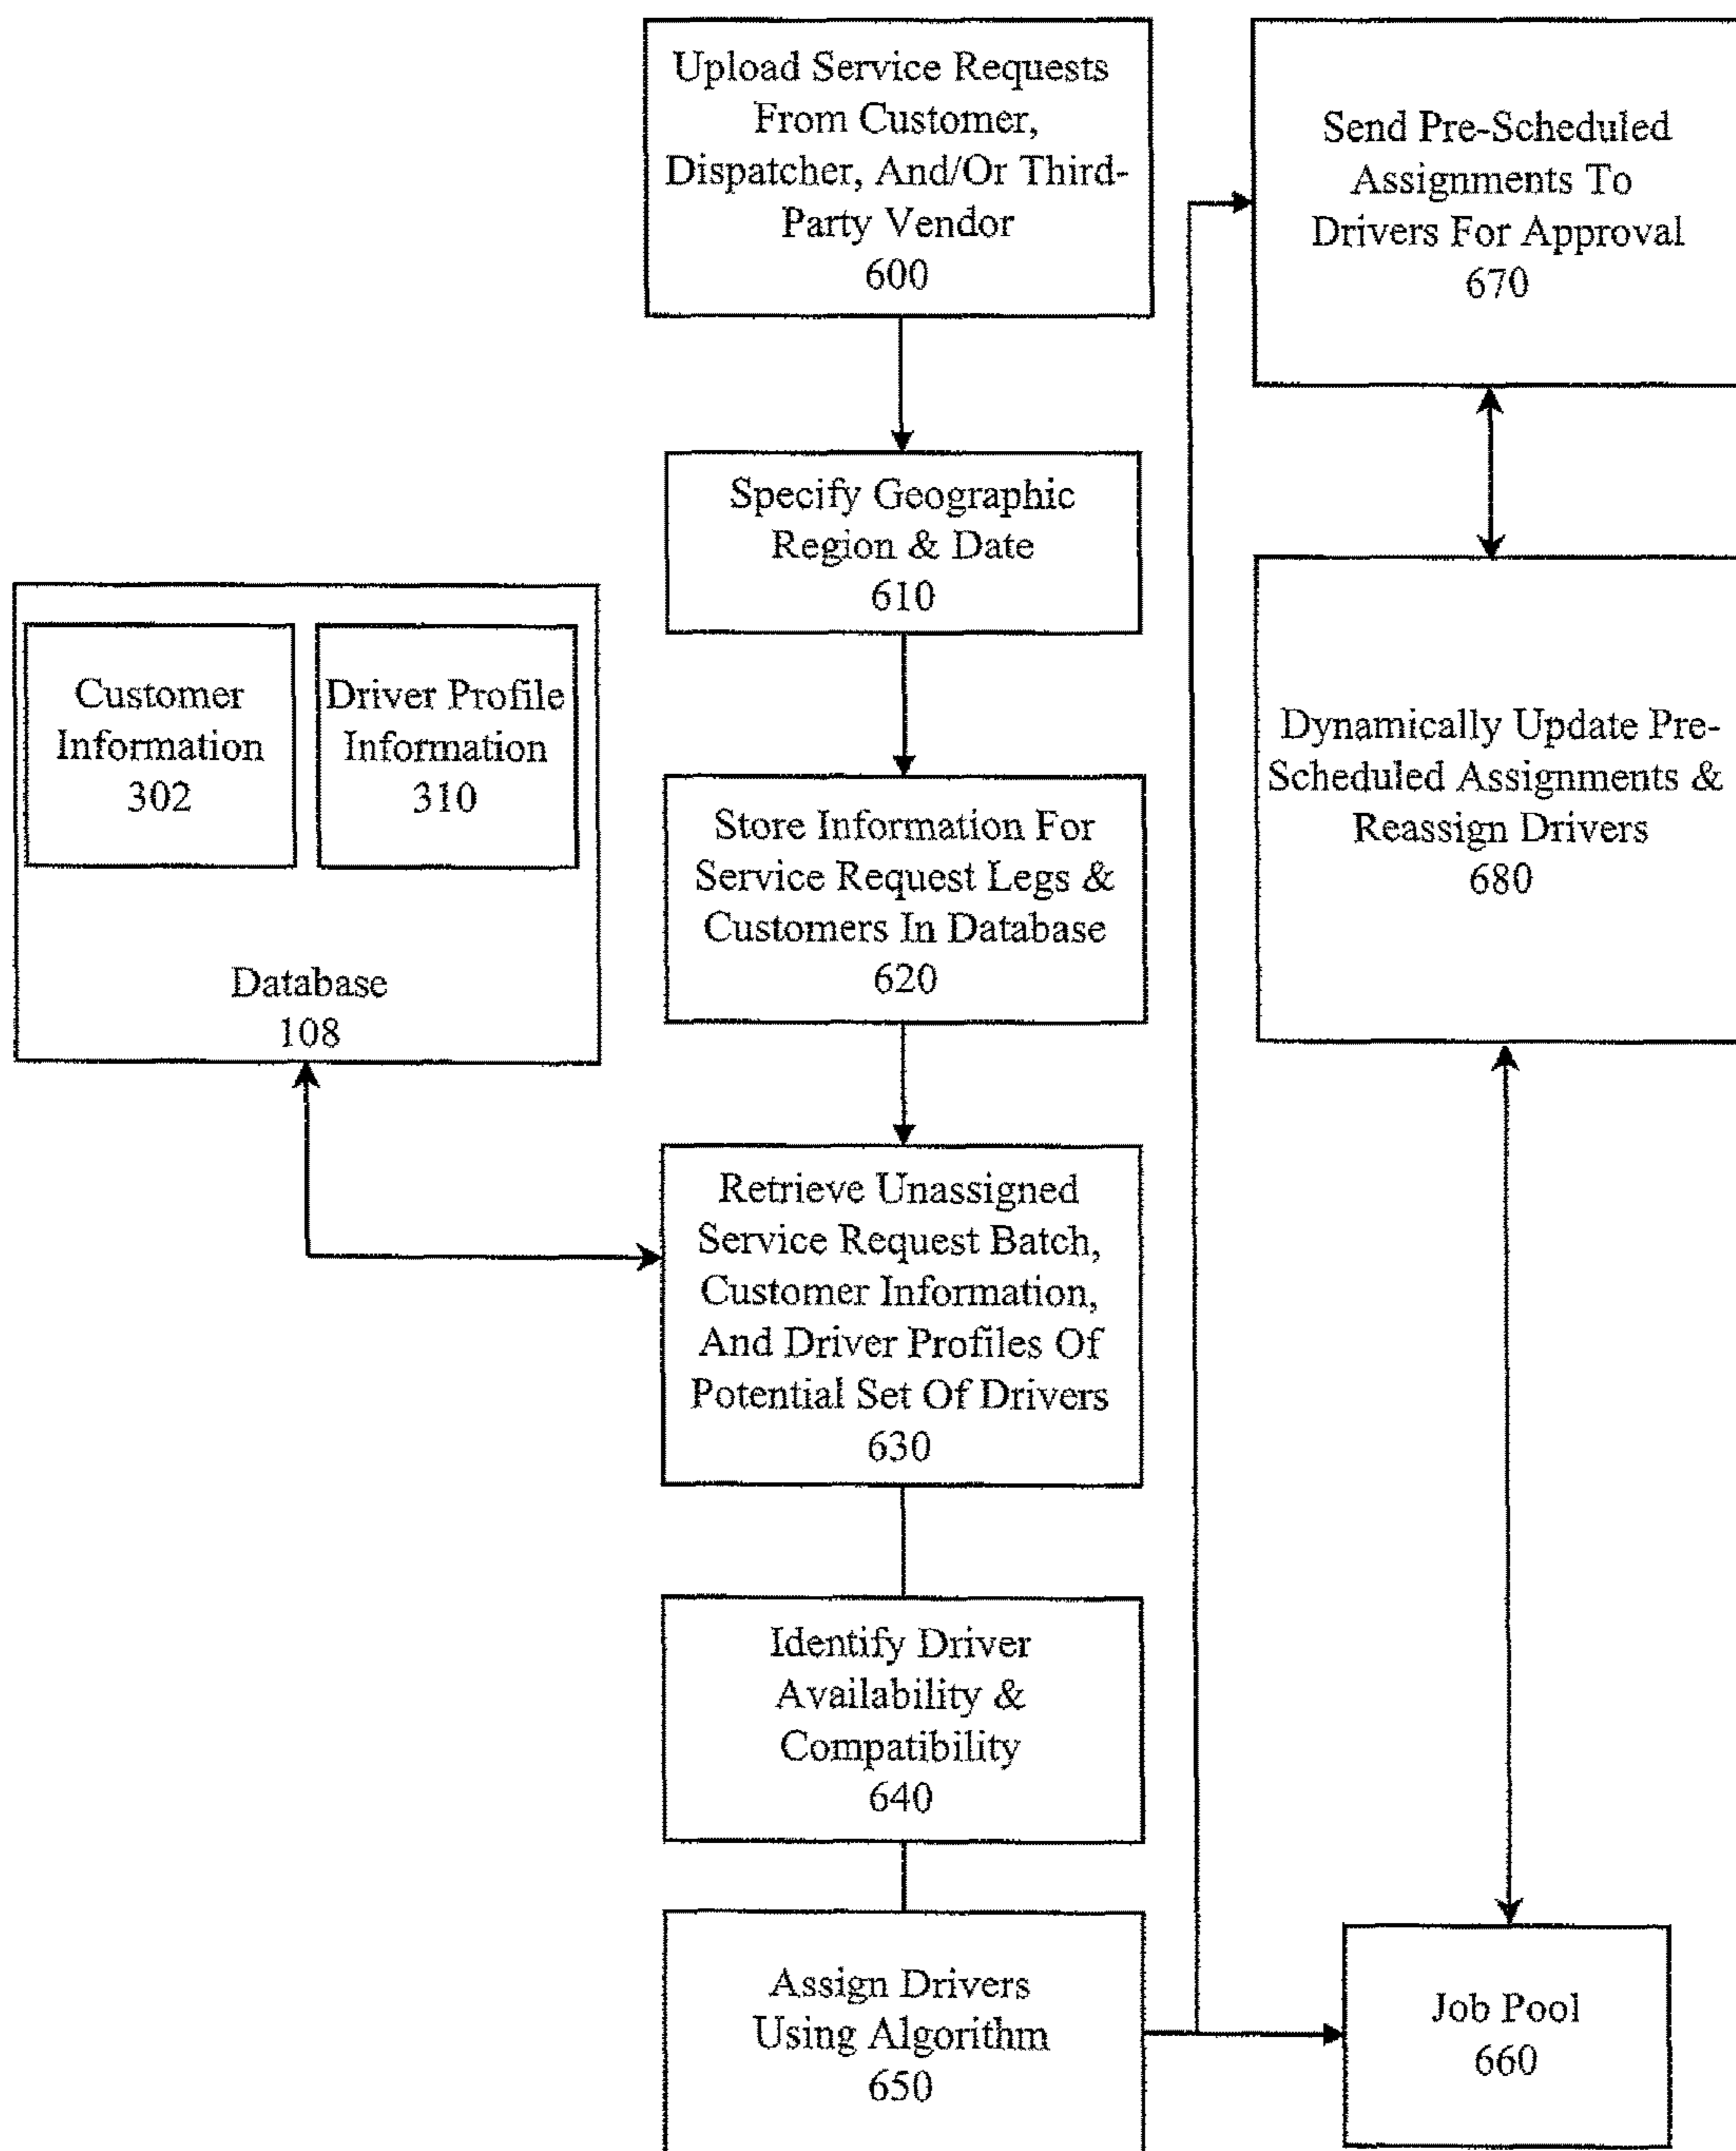 Upload Service Requests
From Customer,
Dispatcher, And/Or Third-
Party Vendor
600
Specify Geographic
Region & Date
610
Customer
Information
302
Driver Profile
Information
310
Database
108
Store Information For
Service Request Legs &
Customers In Database
620
Retrieve Unassigned
Service Request Batch,
Customer Information,
And Driver Profiles Of
Potential Set Of Drivers
630
Identify Driver
Availability &
Compatibility
640
Assign Drivers
Using Algorithm
650
Job Pool
660
Send Pre-Scheduled
Assignments To
Drivers For Approval
670
Dynamically Update Pre-
Scheduled Assignments &
Reassign Drivers
680